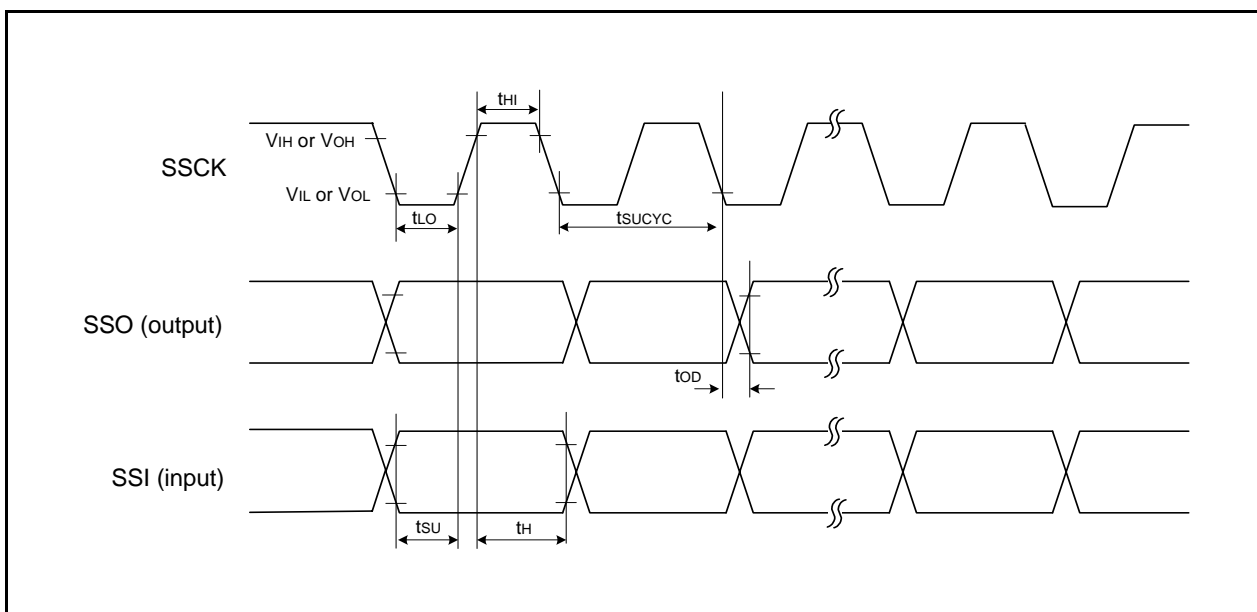 tHI
VIH or VOH
SSCK
VIL or VOL
tLO
tSUCYC
SSO (output)
tOD
SSI (input)
tSU
tH